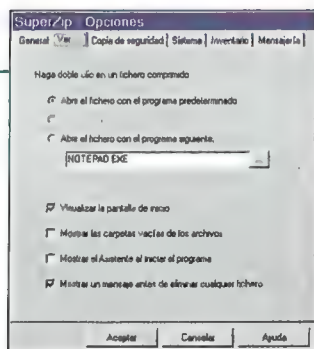 SuperZip Opciones
General Ver Copia de seguridad Sistema Inventario Mensajería
Haga doble clic en un fichero comprimido
Abre el fichero con el programa predeterminado
Abre el fichero con el programa siguiente.
NOTEPAD EXE
...
Visualizar la pantalla de inicio
Mostrar las carpetas vacías de los archivos
Mostrar el Asistente al iniciar el programa
Mostrar un mensaje antes de eliminar cualquier fichero
Aceptar Cancelar Ayuda